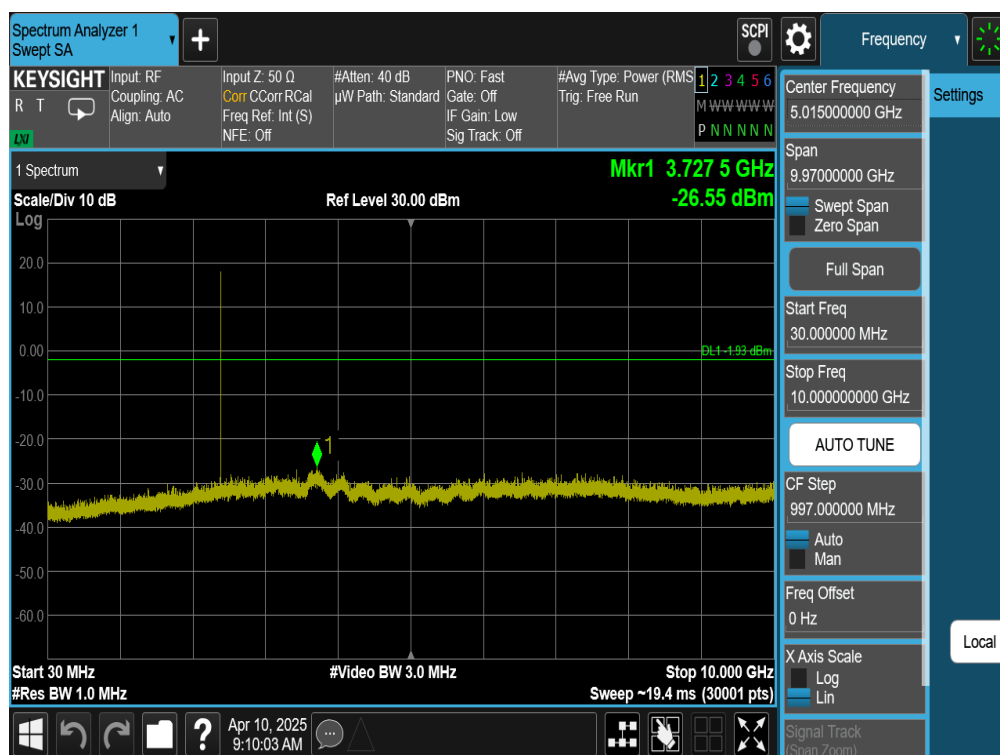 Spectrum Analyzer 1
Swept SA
+
SCPI
Frequency
KEYSIGHT
R T
LXI
Input: RF
Coupling: AC
Align: Auto
Input Z: 50 Ω
Corr CCorr RCal
Freq Ref: Int (S)
NFE: Off
#Atten: 40 dB
µW Path: Standard
PNO: Fast
Gate: Off
IF Gain: Low
Sig Track: Off
#Avg Type: Power (RMS
Trig: Free Run
1 2 3 4 5 6
M W W W W W
P N N N N N
1 Spectrum
Mkr1 3.727 5 GHz
Scale/Div 10 dB
Ref Level 30.00 dBm
-26.55 dBm
Log
20.0
10.0
0.00
DL1 -1.93 dBm
-10.0
-20.0
1
-30.0
-40.0
-50.0
-60.0
Start 30 MHz
#Video BW 3.0 MHz
Stop 10.000 GHz
#Res BW 1.0 MHz
Sweep ~19.4 ms (30001 pts)
Center Frequency
5.015000000 GHz
Settings
Span
9.97000000 GHz
Swept Span
Zero Span
Full Span
Start Freq
30.000000 MHz
Stop Freq
10.000000000 GHz
AUTO TUNE
CF Step
997.000000 MHz
Auto
Man
Freq Offset
0 Hz
Local
X Axis Scale
Log
Lin
Signal Track
(Span Zoom)
?
Apr 10, 2025
9:10:03 AM